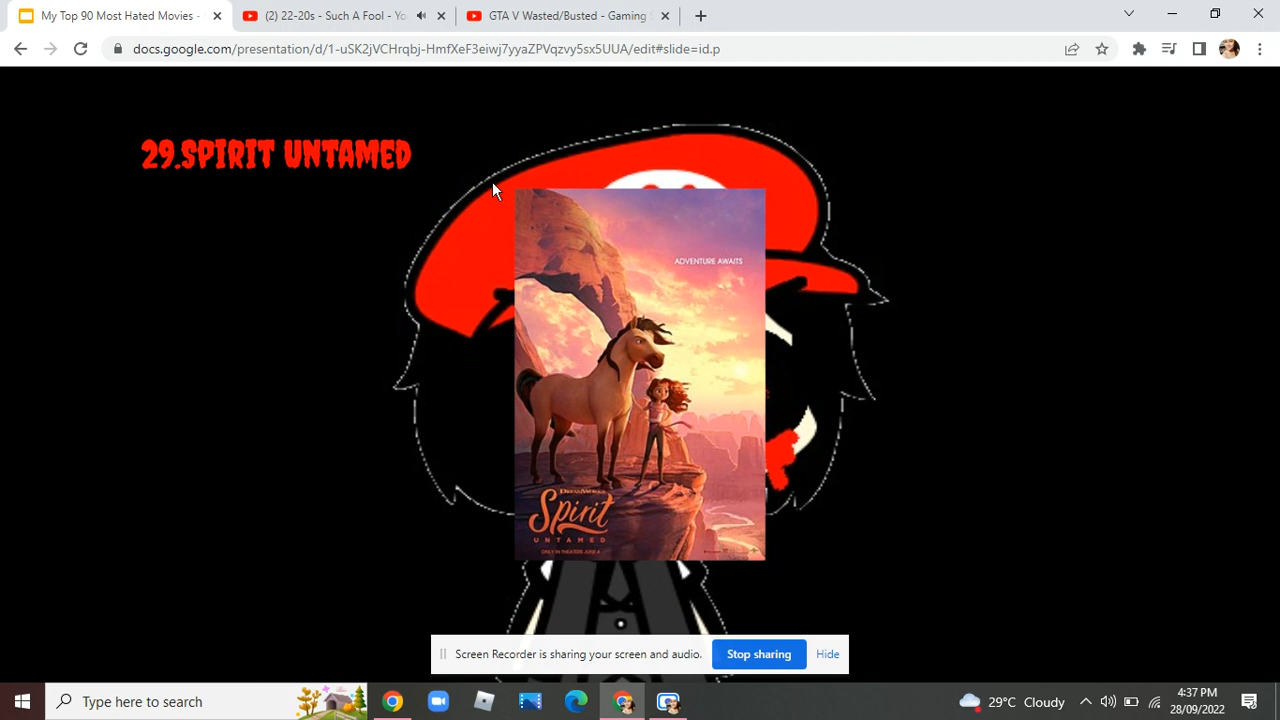 My Top 90 Most Hated Movies -
(2) 22-20s - Such A Fool - Yo
GTA V Wasted/Busted - Gaming S
docs.google.com/presentation/d/1-uSK2jVCHrqbj-HmfXeF3eiwj7yyaZPVqzvy5sx5UUA/edit#slide=id.p
29.SPIRIT UNTAMED
ADVENTURE AWAITS
DREAMWORKS
Spirit
UNTAMED
ONLY IN THEATERS JUNE 4
Screen Recorder is sharing your screen and audio.
Stop sharing
Hide
Type here to search
29°C Cloudy
4:37 PM
28/09/2022